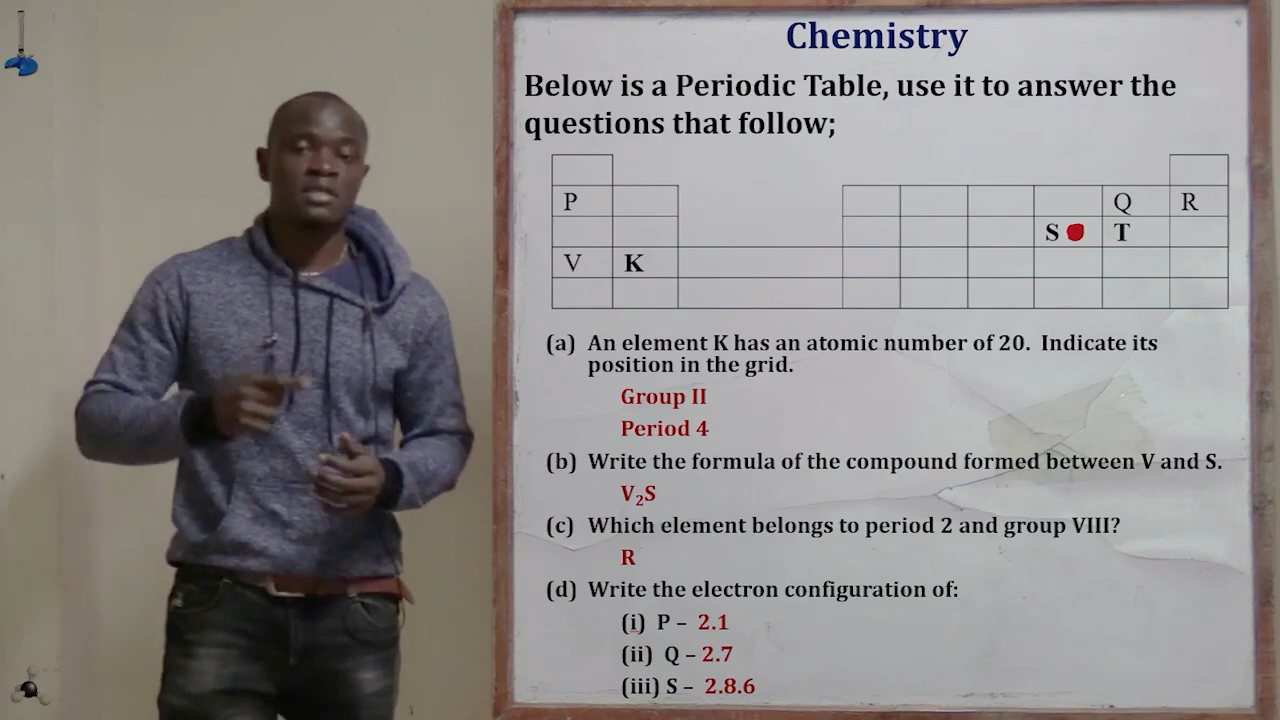 Chemistry
Below is a Periodic Table, use it to answer the
questions that follow;
P Q R
S T
V K
(a) An element K has an atomic number of 20. Indicate its
position in the grid.
Group II
Period 4
(b) Write the formula of the compound formed between V and S.
V₂S
(c) Which element belongs to period 2 and group VIII?
R
(d) Write the electron configuration of:
(i) P – 2.1
(ii) Q – 2.7
(iii) S – 2.8.6